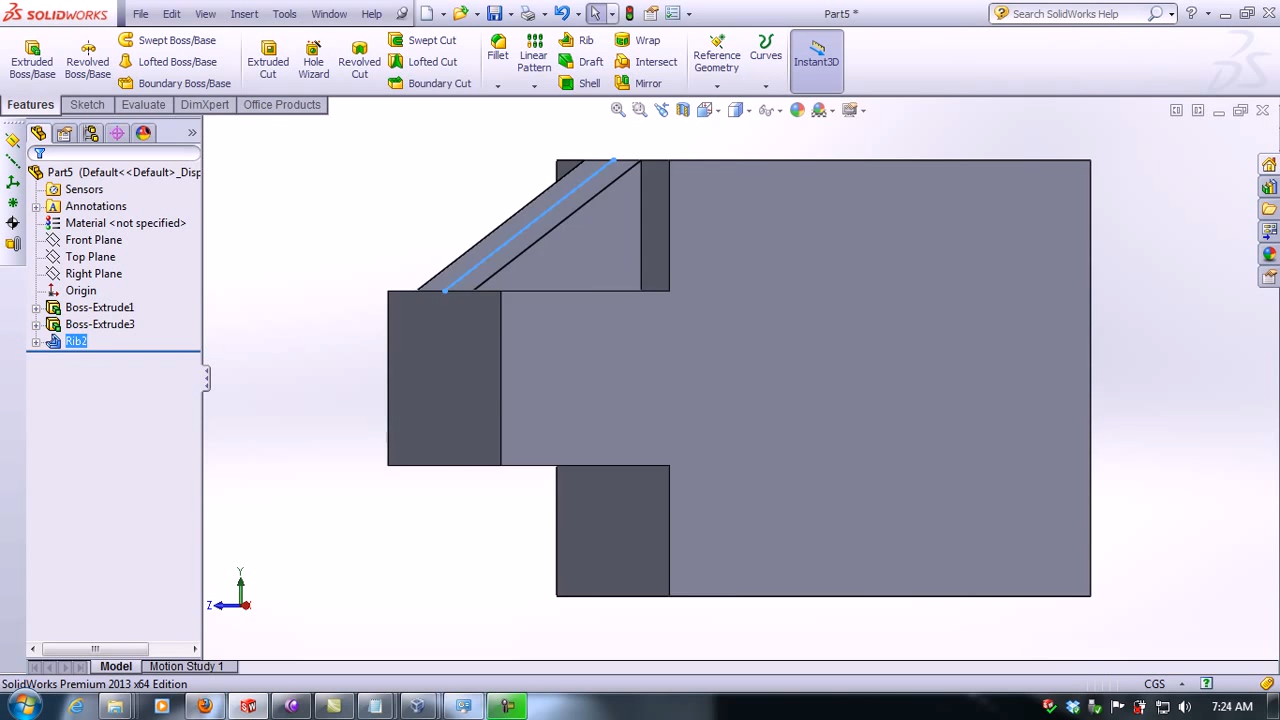 SOLIDWORKS File Edit View Insert Tools Window Help Part5 * Search SolidWorks Help
Extruded Boss/Base Revolved Boss/Base Swept Boss/Base Lofted Boss/Base Boundary Boss/Base Extruded Cut Hole Wizard Revolved Cut Swept Cut Lofted Cut Boundary Cut Fillet Linear Pattern Rib Draft Shell Wrap Intersect Mirror Reference Geometry Curves Instant3D
Features Sketch Evaluate DimXpert Office Products
Part5 (Default<<Default>_Disp
Sensors
Annotations
Material <not specified>
Front Plane
Top Plane
Right Plane
Origin
Boss-Extrude1
Boss-Extrude3
Rib2
Y
Z
Model Motion Study 1
SolidWorks Premium 2013 x64 Edition CGS
7:24 AM